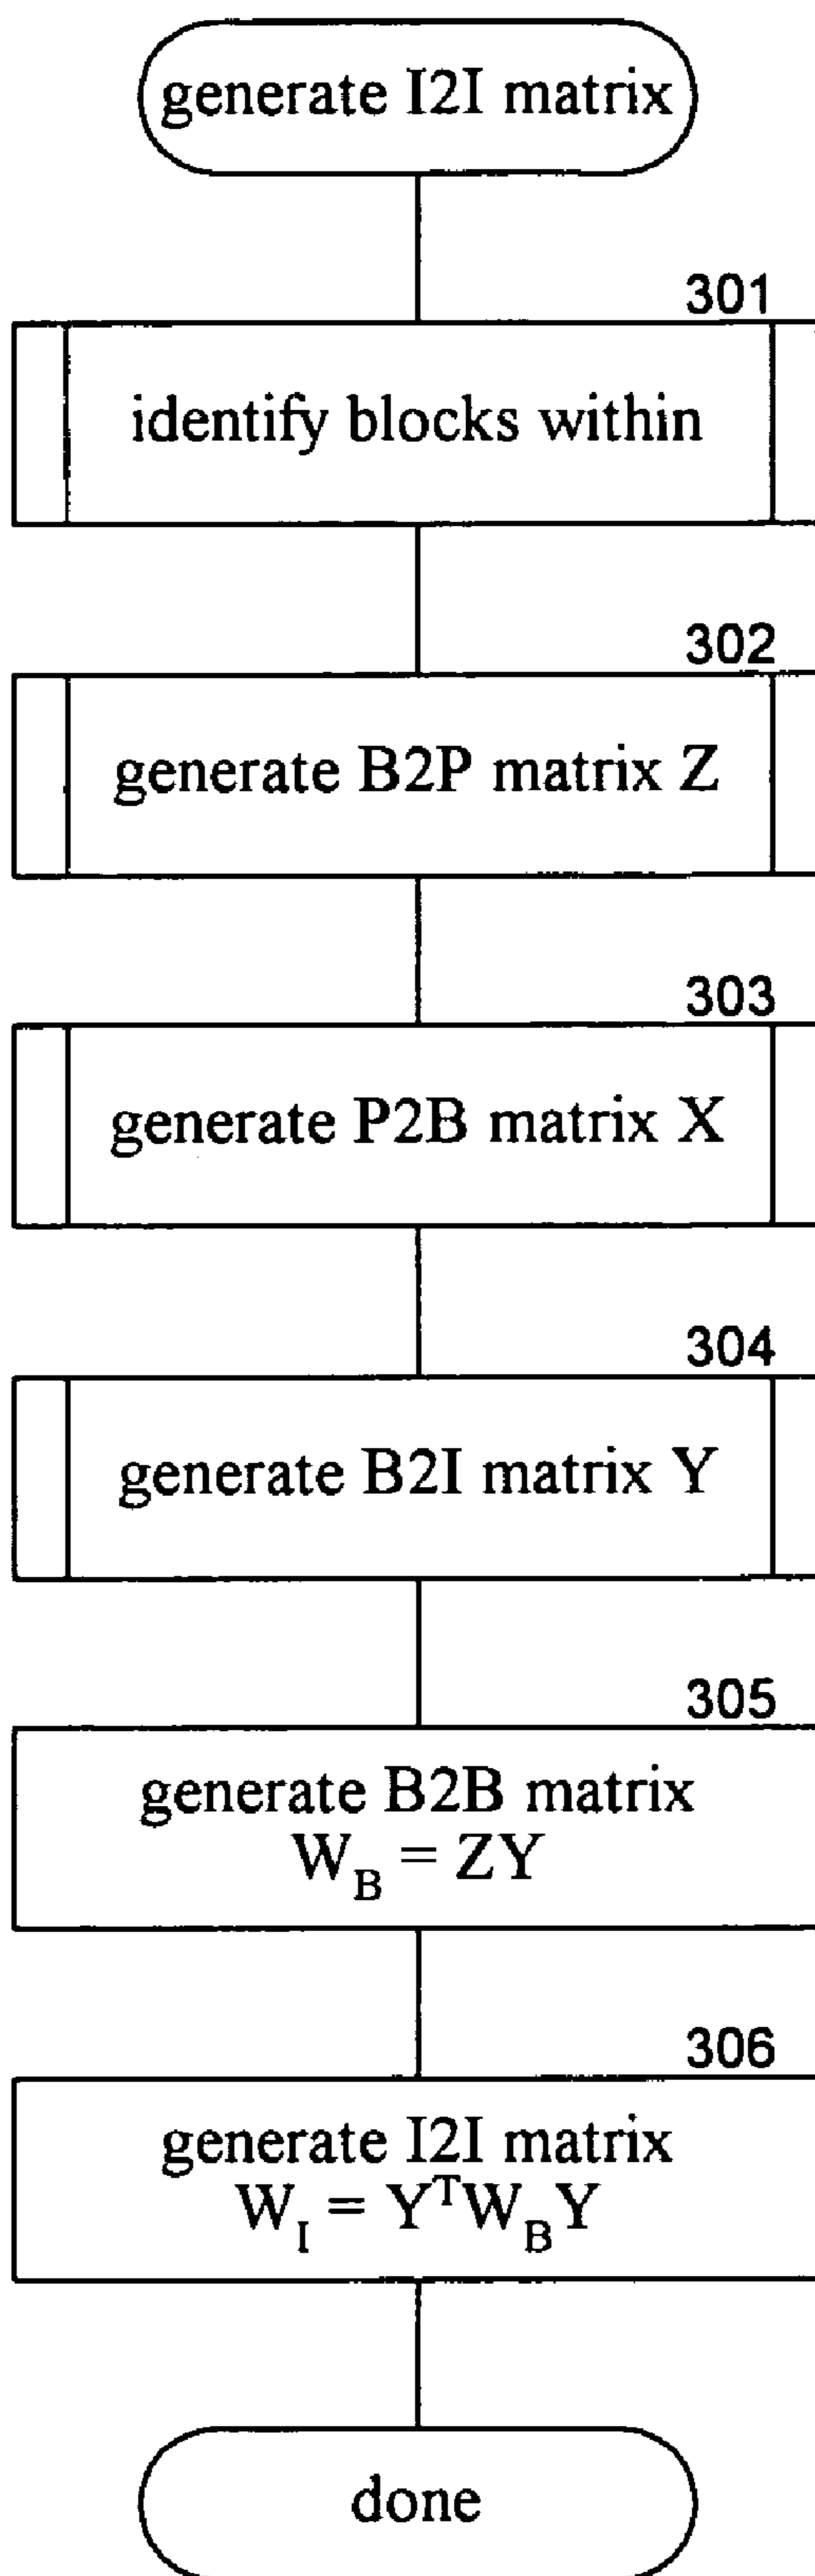 generate I2I matrix
301
identify blocks within
302
generate B2P matrix Z
303
generate P2B matrix X
304
generate B2I matrix Y
305
generate B2B matrix
W_B = ZY
306
generate I2I matrix
W_I = Y^T W_B Y
done